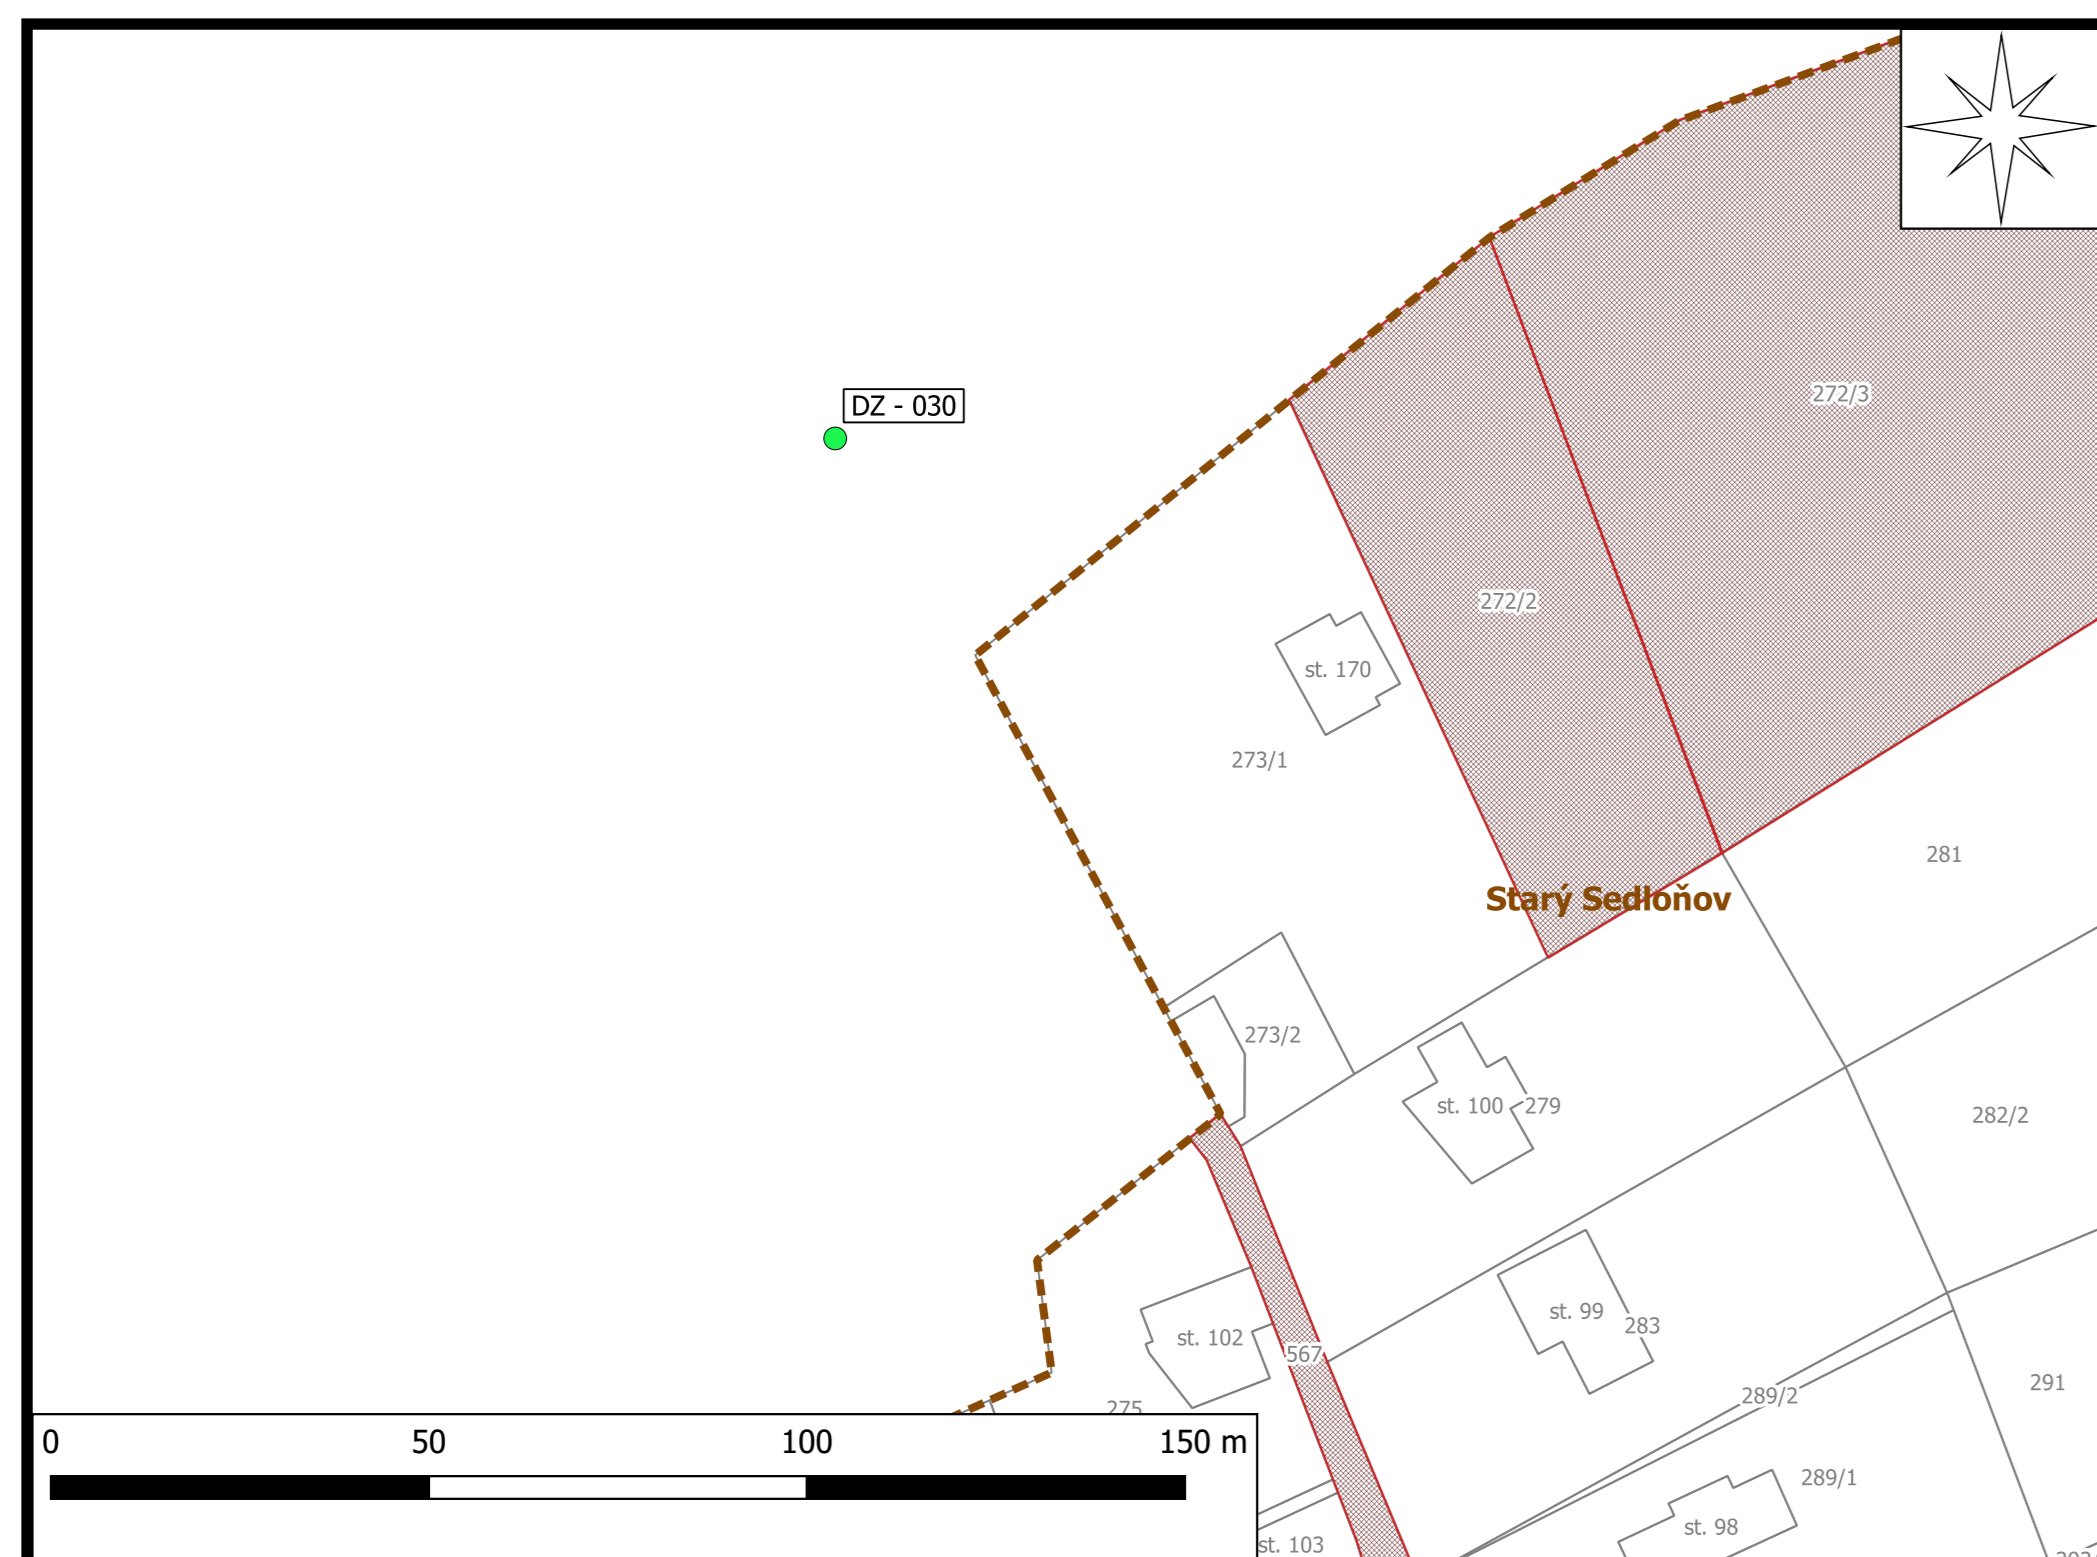 DZ - 030
272/3
272/2
st. 170
273/1
281
Starý Sedloňov
273/2
st. 100
279
282/2
st. 99
283
st. 102
567
291
289/2
275
0 50 100 150 m
289/1
st. 98
st. 103